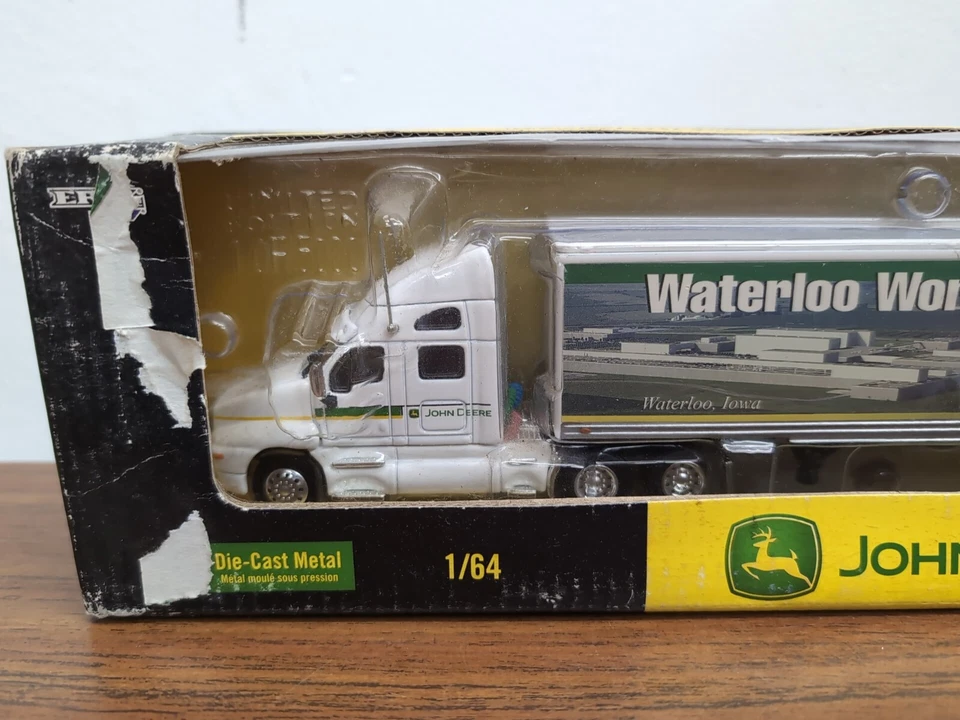 Waterloo Wor
Waterloo, Iowa
JOHN DEERE
Die-Cast Metal
Métal moulé sous pression
1/64
JOHN